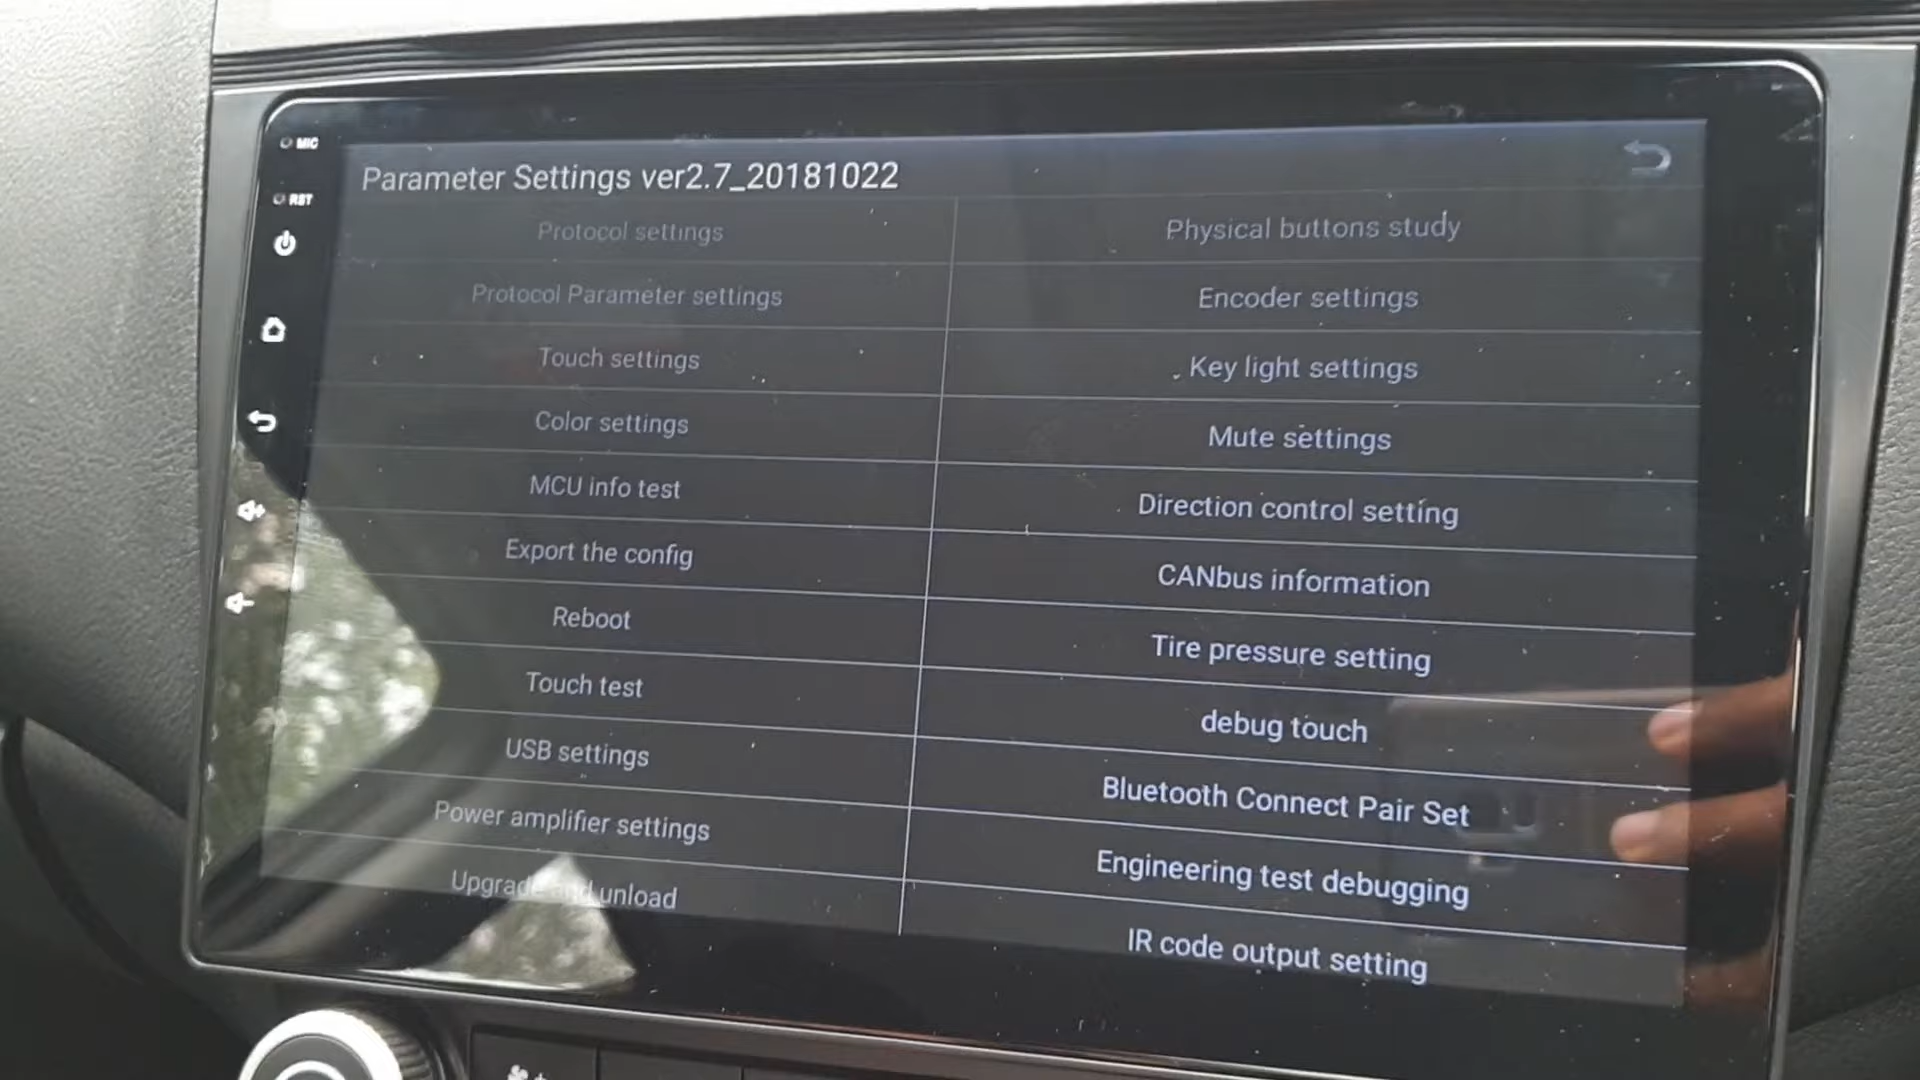 MIC
RST
Parameter Settings ver2.7_20181022
Protocol settings
Physical buttons study
Protocol Parameter settings
Encoder settings
Touch settings
Key light settings
Color settings
Mute settings
MCU info test
Direction control setting
Export the config
CANbus information
Reboot
Tire pressure setting
Touch test
debug touch
USB settings
Bluetooth Connect Pair Set
Power amplifier settings
Engineering test debugging
Upgrade and unload
IR code output setting